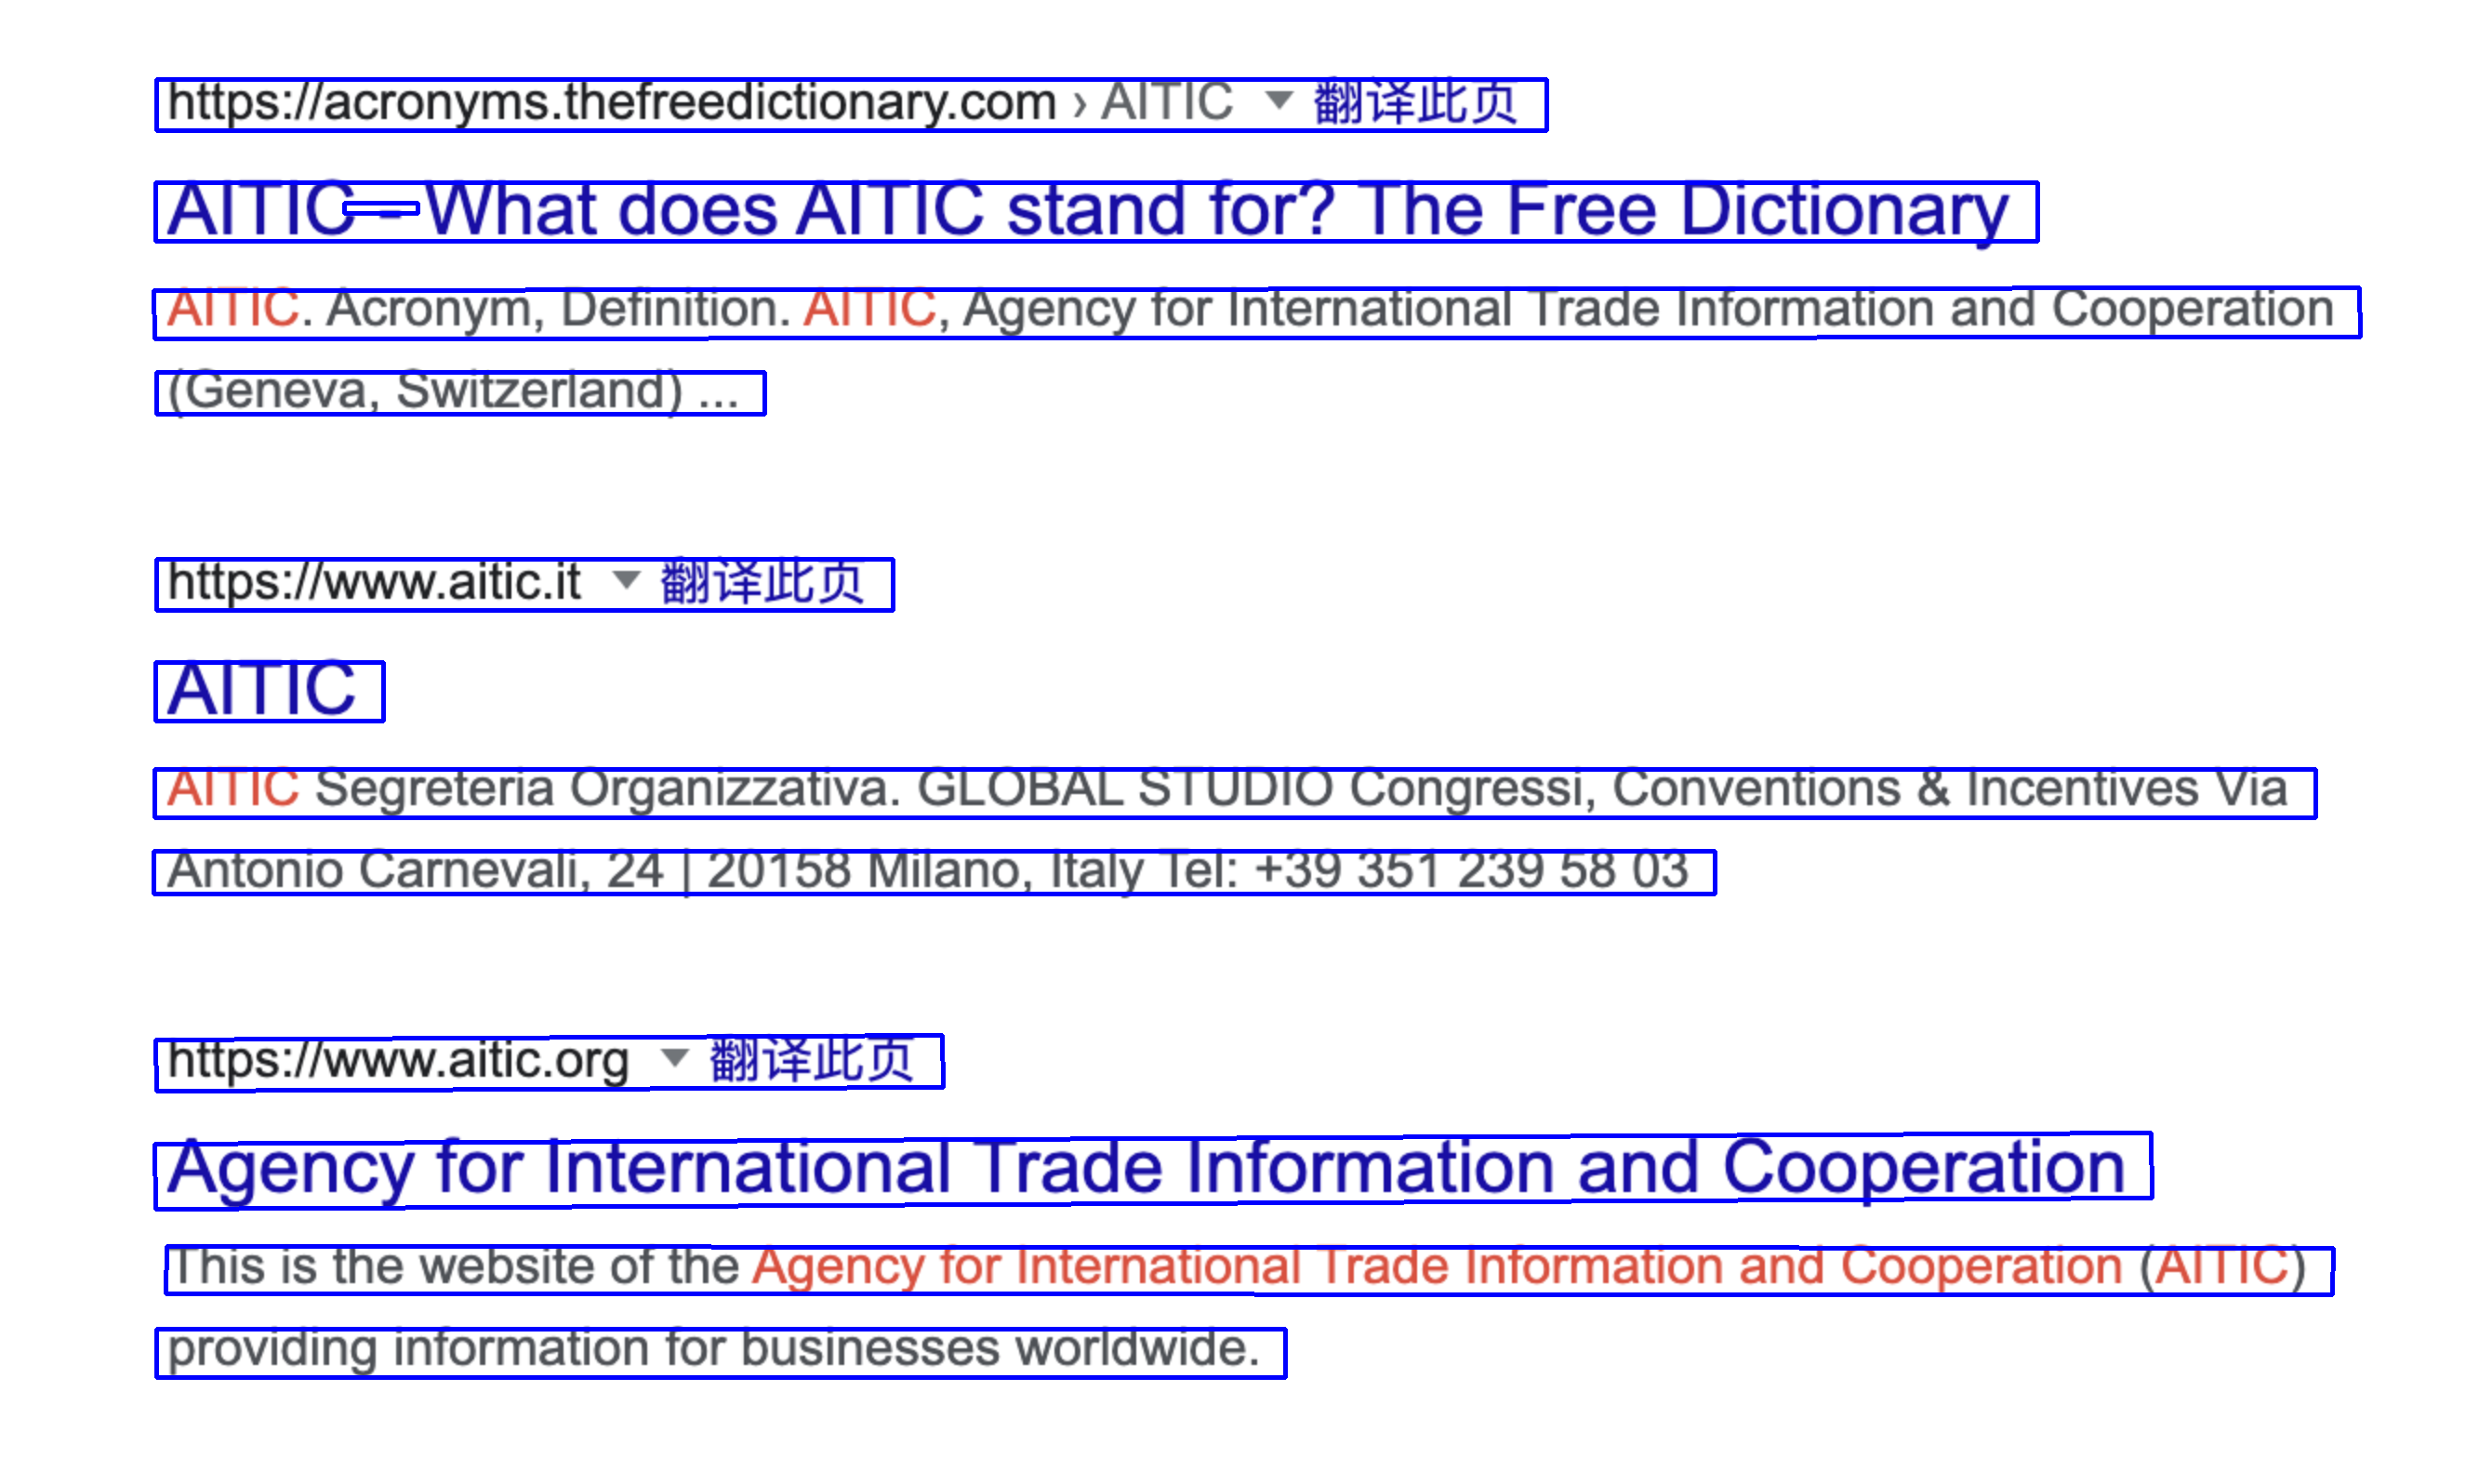 https://acronyms.thefreedictionary.com › AITIC ▼ 翻译此页
AITIC - What does AITIC stand for? The Free Dictionary
AITIC. Acronym, Definition. AITIC, Agency for International Trade Information and Cooperation
(Geneva, Switzerland) ...
https://www.aitic.it ▼ 翻译此页
AITIC
AITIC Segreteria Organizzativa. GLOBAL STUDIO Congressi, Conventions & Incentives Via
Antonio Carnevali, 24 | 20158 Milano, Italy Tel: +39 351 239 58 03
https://www.aitic.org ▼ 翻译此页
Agency for International Trade Information and Cooperation
This is the website of the Agency for International Trade Information and Cooperation (AITIC)
providing information for businesses worldwide.